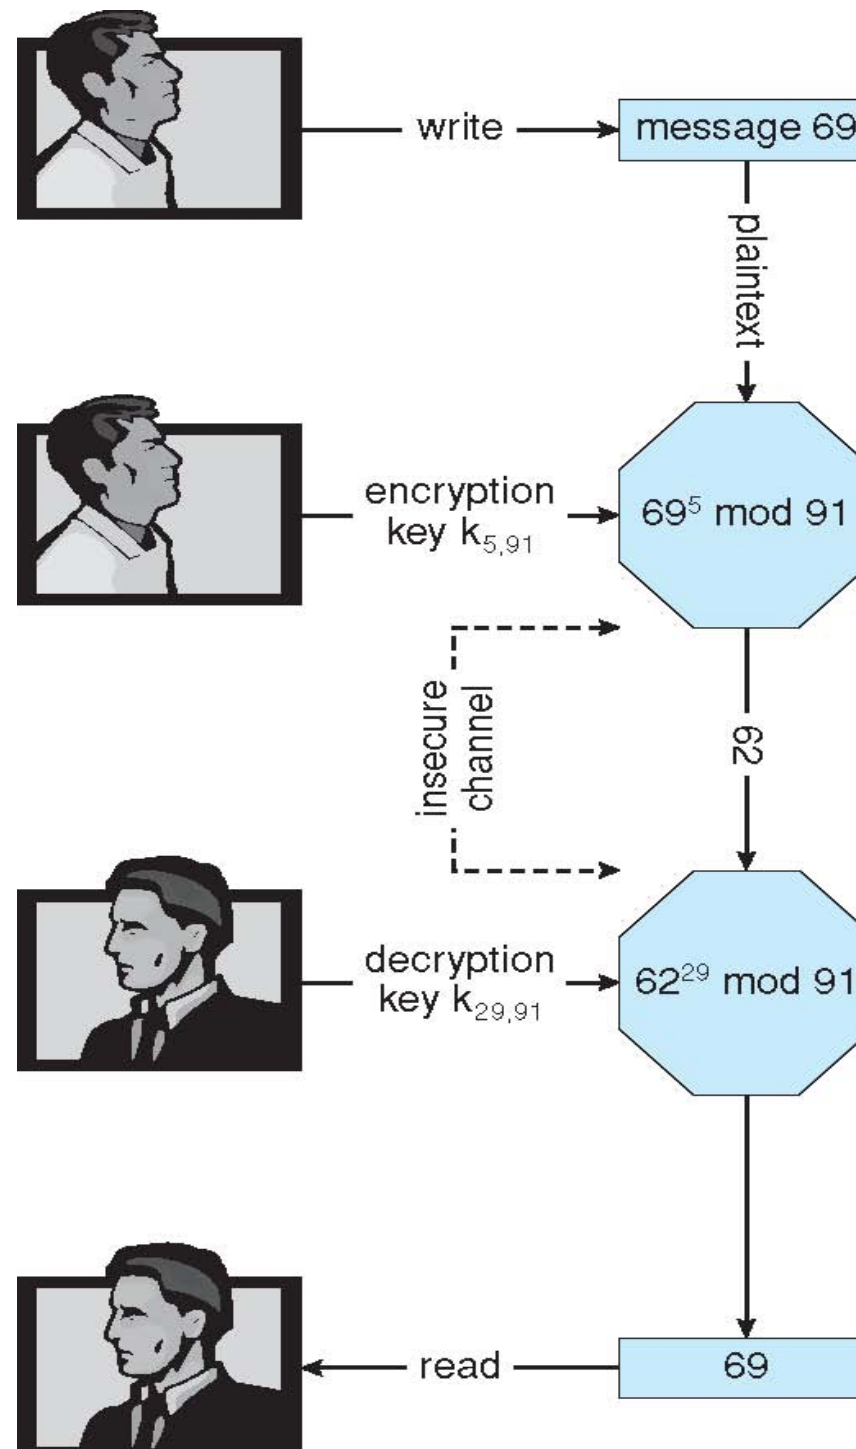 write
message 69
plaintext
encryption
key k₅,₉₁
69⁵ mod 91
insecure
channel
62
decryption
key k₂₉,₉₁
62²⁹ mod 91
read
69